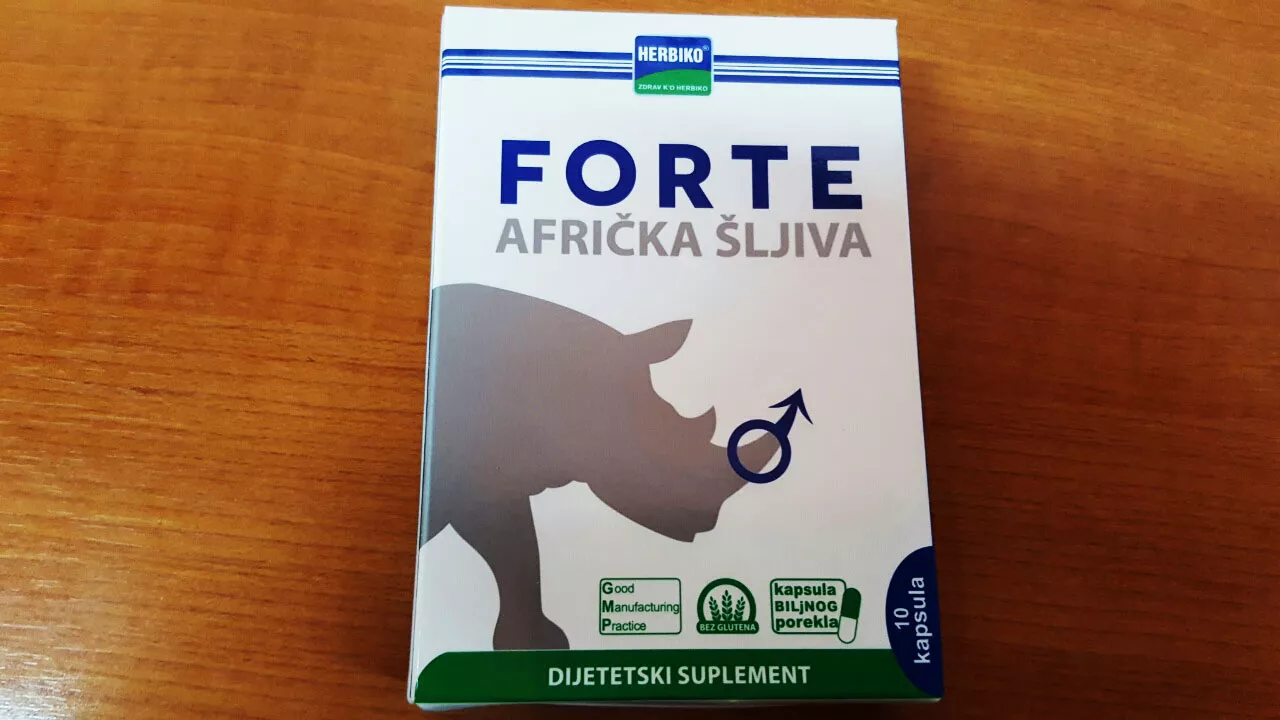 HERBIKO®
ZDRAV K'O HERBIKO
FORTE
AFRIČKA ŠLJIVA
Good
Manufacturing
Practice
BEZ GLUTENA
kapsula
BILjNOG
porekla
10
kapsula
DIJETETSKI SUPLEMENT